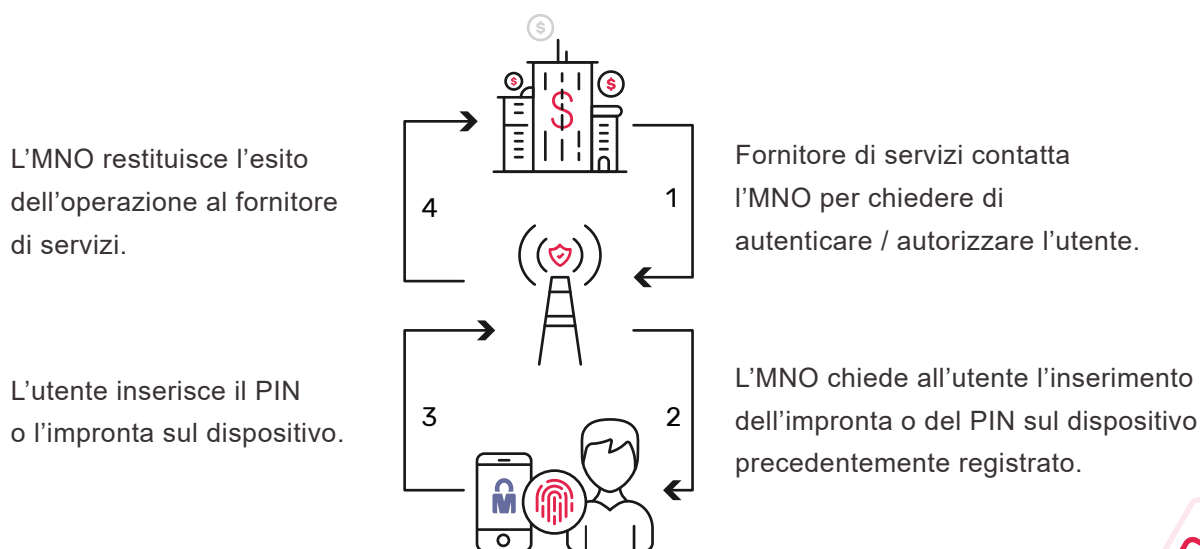 Fornitore di servizi contatta
l’MNO per chiedere di
autenticare / autorizzare l’utente.
1
L’MNO restituisce l’esito
dell’operazione al fornitore
di servizi.
4
L’MNO chiede all’utente l’inserimento
dell’impronta o del PIN sul dispositivo
precedentemente registrato.
2
L’utente inserisce il PIN
o l’impronta sul dispositivo.
3
$
$
$
$
M